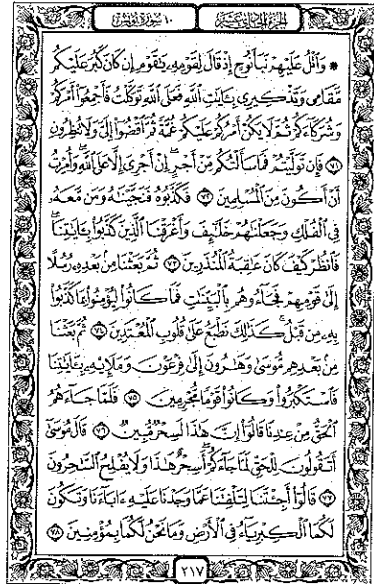 الجزء الحادي عشر
١٠ سورة يونس
۞ وَٱتْلُ عَلَيْهِمْ نَبَأَ نُوحٍ إِذْ قَالَ لِقَوْمِهِۦ يَٰقَوْمِ إِن كَانَ كَبُرَ عَلَيْكُم
مَّقَامِى وَتَذْكِيرِى بِـَٔايَٰتِ ٱللَّهِ فَعَلَى ٱللَّهِ تَوَكَّلْتُ فَأَجْمِعُوٓا۟ أَمْرَكُمْ
وَشُرَكَآءَكُمْ ثُمَّ لَا يَكُنْ أَمْرُكُمْ عَلَيْكُمْ غُمَّةً ثُمَّ ٱقْضُوٓا۟ إِلَىَّ وَلَا تُنظِرُونِ
﴿٧١﴾ فَإِن تَوَلَّيْتُمْ فَمَا سَأَلْتُكُم مِّنْ أَجْرٍ إِنْ أَجْرِىَ إِلَّا عَلَى ٱللَّهِ وَأُمِرْتُ
أَنْ أَكُونَ مِنَ ٱلْمُسْلِمِينَ ﴿٧٢﴾ فَكَذَّبُوهُ فَنَجَّيْنَٰهُ وَمَن مَّعَهُۥ
فِى ٱلْفُلْكِ وَجَعَلْنَٰهُمْ خَلَٰٓئِفَ وَأَغْرَقْنَا ٱلَّذِينَ كَذَّبُوا۟ بِـَٔايَٰتِنَا
فَٱنظُرْ كَيْفَ كَانَ عَٰقِبَةُ ٱلْمُنذَرِينَ ﴿٧٣﴾ ثُمَّ بَعَثْنَا مِنۢ بَعْدِهِۦ رُسُلًا
إِلَىٰ قَوْمِهِمْ فَجَآءُوهُم بِٱلْبَيِّنَٰتِ فَمَا كَانُوا۟ لِيُؤْمِنُوا۟ بِمَا كَذَّبُوا۟
بِهِۦ مِن قَبْلُ كَذَٰلِكَ نَطْبَعُ عَلَىٰ قُلُوبِ ٱلْمُعْتَدِينَ ﴿٧٤﴾ ثُمَّ بَعَثْنَا
مِنۢ بَعْدِهِم مُّوسَىٰ وَهَٰرُونَ إِلَىٰ فِرْعَوْنَ وَمَلَإِي۟هِۦ بِـَٔايَٰتِنَا
فَٱسْتَكْبَرُوا۟ وَكَانُوا۟ قَوْمًا مُّجْرِمِينَ ﴿٧٥﴾ فَلَمَّا جَآءَهُمُ
ٱلْحَقُّ مِنْ عِندِنَا قَالُوٓا۟ إِنَّ هَٰذَا لَسِحْرٌ مُّبِينٌ ﴿٧٦﴾ قَالَ مُوسَىٰٓ
أَتَقُولُونَ لِلْحَقِّ لَمَّا جَآءَكُمْ أَسِحْرٌ هَٰذَا وَلَا يُفْلِحُ ٱلسَّٰحِرُونَ
﴿٧٧﴾ قَالُوٓا۟ أَجِئْتَنَا لِتَلْفِتَنَا عَمَّا وَجَدْنَا عَلَيْهِ ءَابَآءَنَا وَتَكُونَ
لَكُمَا ٱلْكِبْرِيَآءُ فِى ٱلْأَرْضِ وَمَا نَحْنُ لَكُمَا بِمُؤْمِنِينَ ﴿٧٨﴾
٢١٧